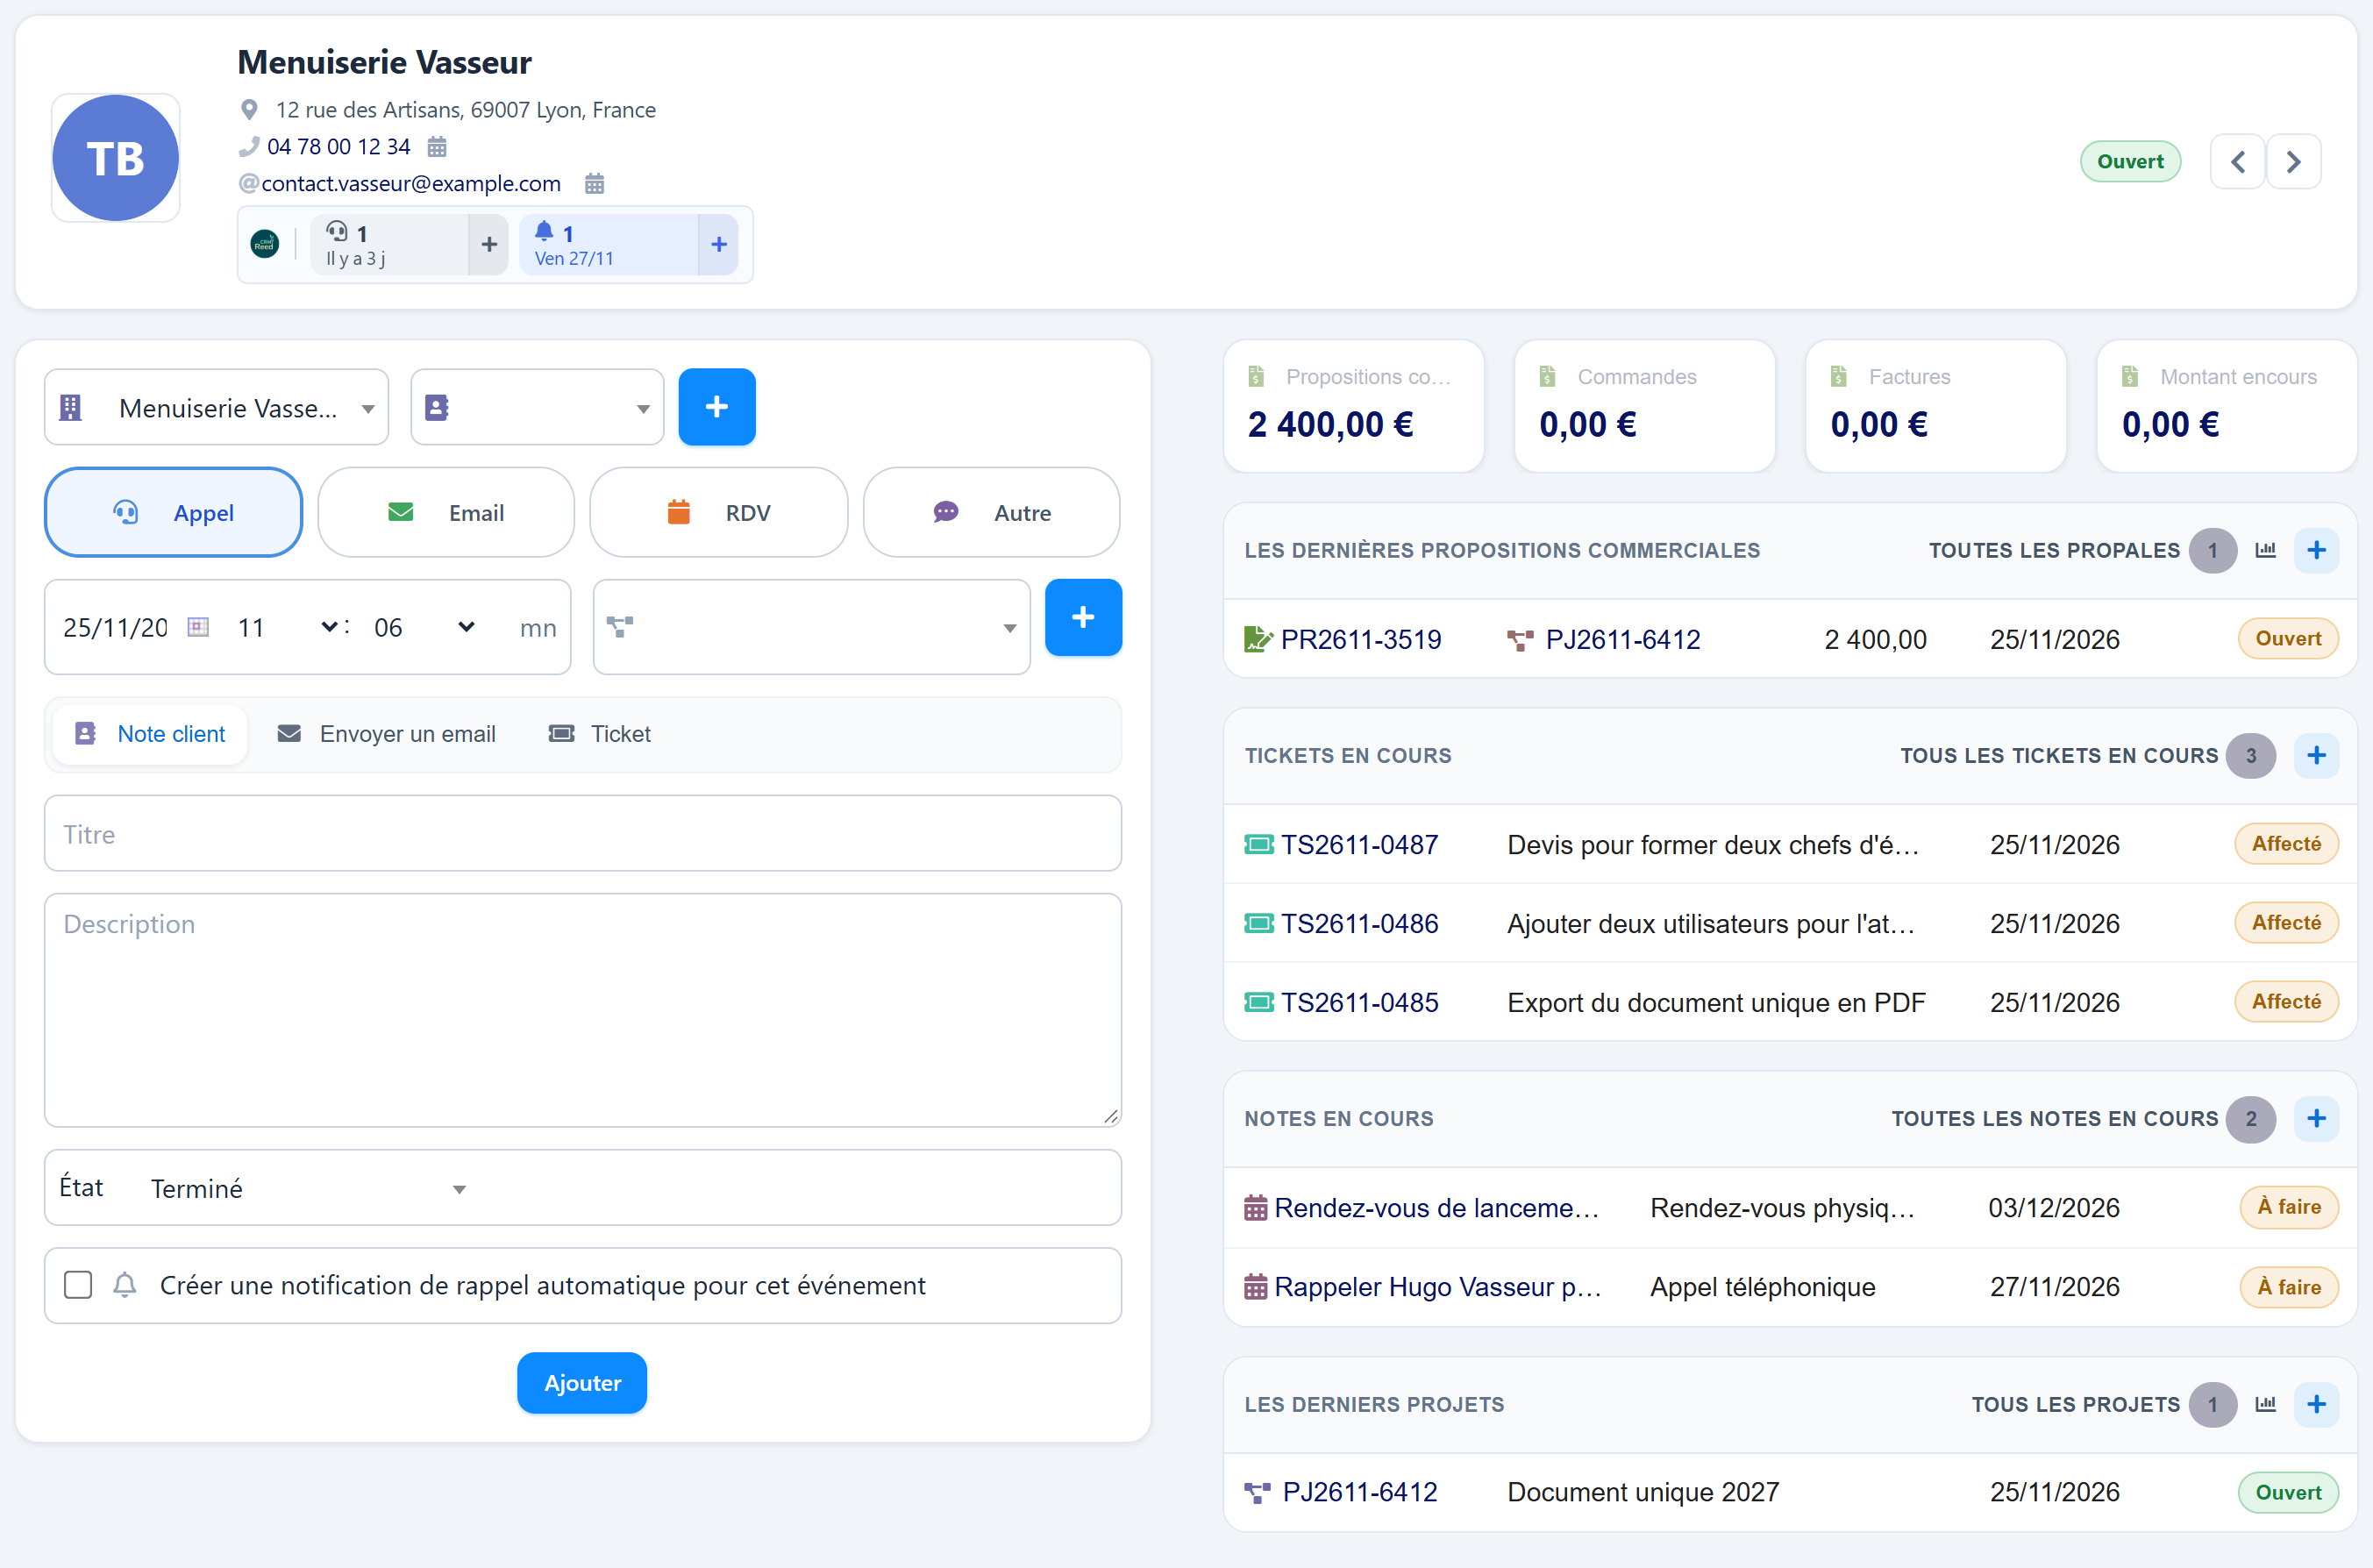 Menuiserie Vasseur
TB
12 rue des Artisans, 69007 Lyon, France
04 78 00 12 34
@contact.vasseur@example.com
Ouvert
CRM
Reed
1
Il y a 3 j
+
1
Ven 27/11
+
Menuiserie Vasse...
+
Appel
Email
RDV
Autre
25/11/20 11 : 06 mn
+
Note client
Envoyer un email
Ticket
Titre
Description
État Terminé
Créer une notification de rappel automatique pour cet événement
Ajouter
Propositions co...
2 400,00 €
Commandes
0,00 €
Factures
0,00 €
Montant encours
0,00 €
LES DERNIÈRES PROPOSITIONS COMMERCIALES TOUTES LES PROPALES 1 +
PR2611-3519 PJ2611-6412 2 400,00 25/11/2026 Ouvert
TICKETS EN COURS TOUS LES TICKETS EN COURS 3 +
TS2611-0487 Devis pour former deux chefs d'é... 25/11/2026 Affecté
TS2611-0486 Ajouter deux utilisateurs pour l'at... 25/11/2026 Affecté
TS2611-0485 Export du document unique en PDF 25/11/2026 Affecté
NOTES EN COURS TOUTES LES NOTES EN COURS 2 +
Rendez-vous de lanceme... Rendez-vous physiq... 03/12/2026 À faire
Rappeler Hugo Vasseur p... Appel téléphonique 27/11/2026 À faire
LES DERNIERS PROJETS TOUS LES PROJETS 1 +
PJ2611-6412 Document unique 2027 25/11/2026 Ouvert